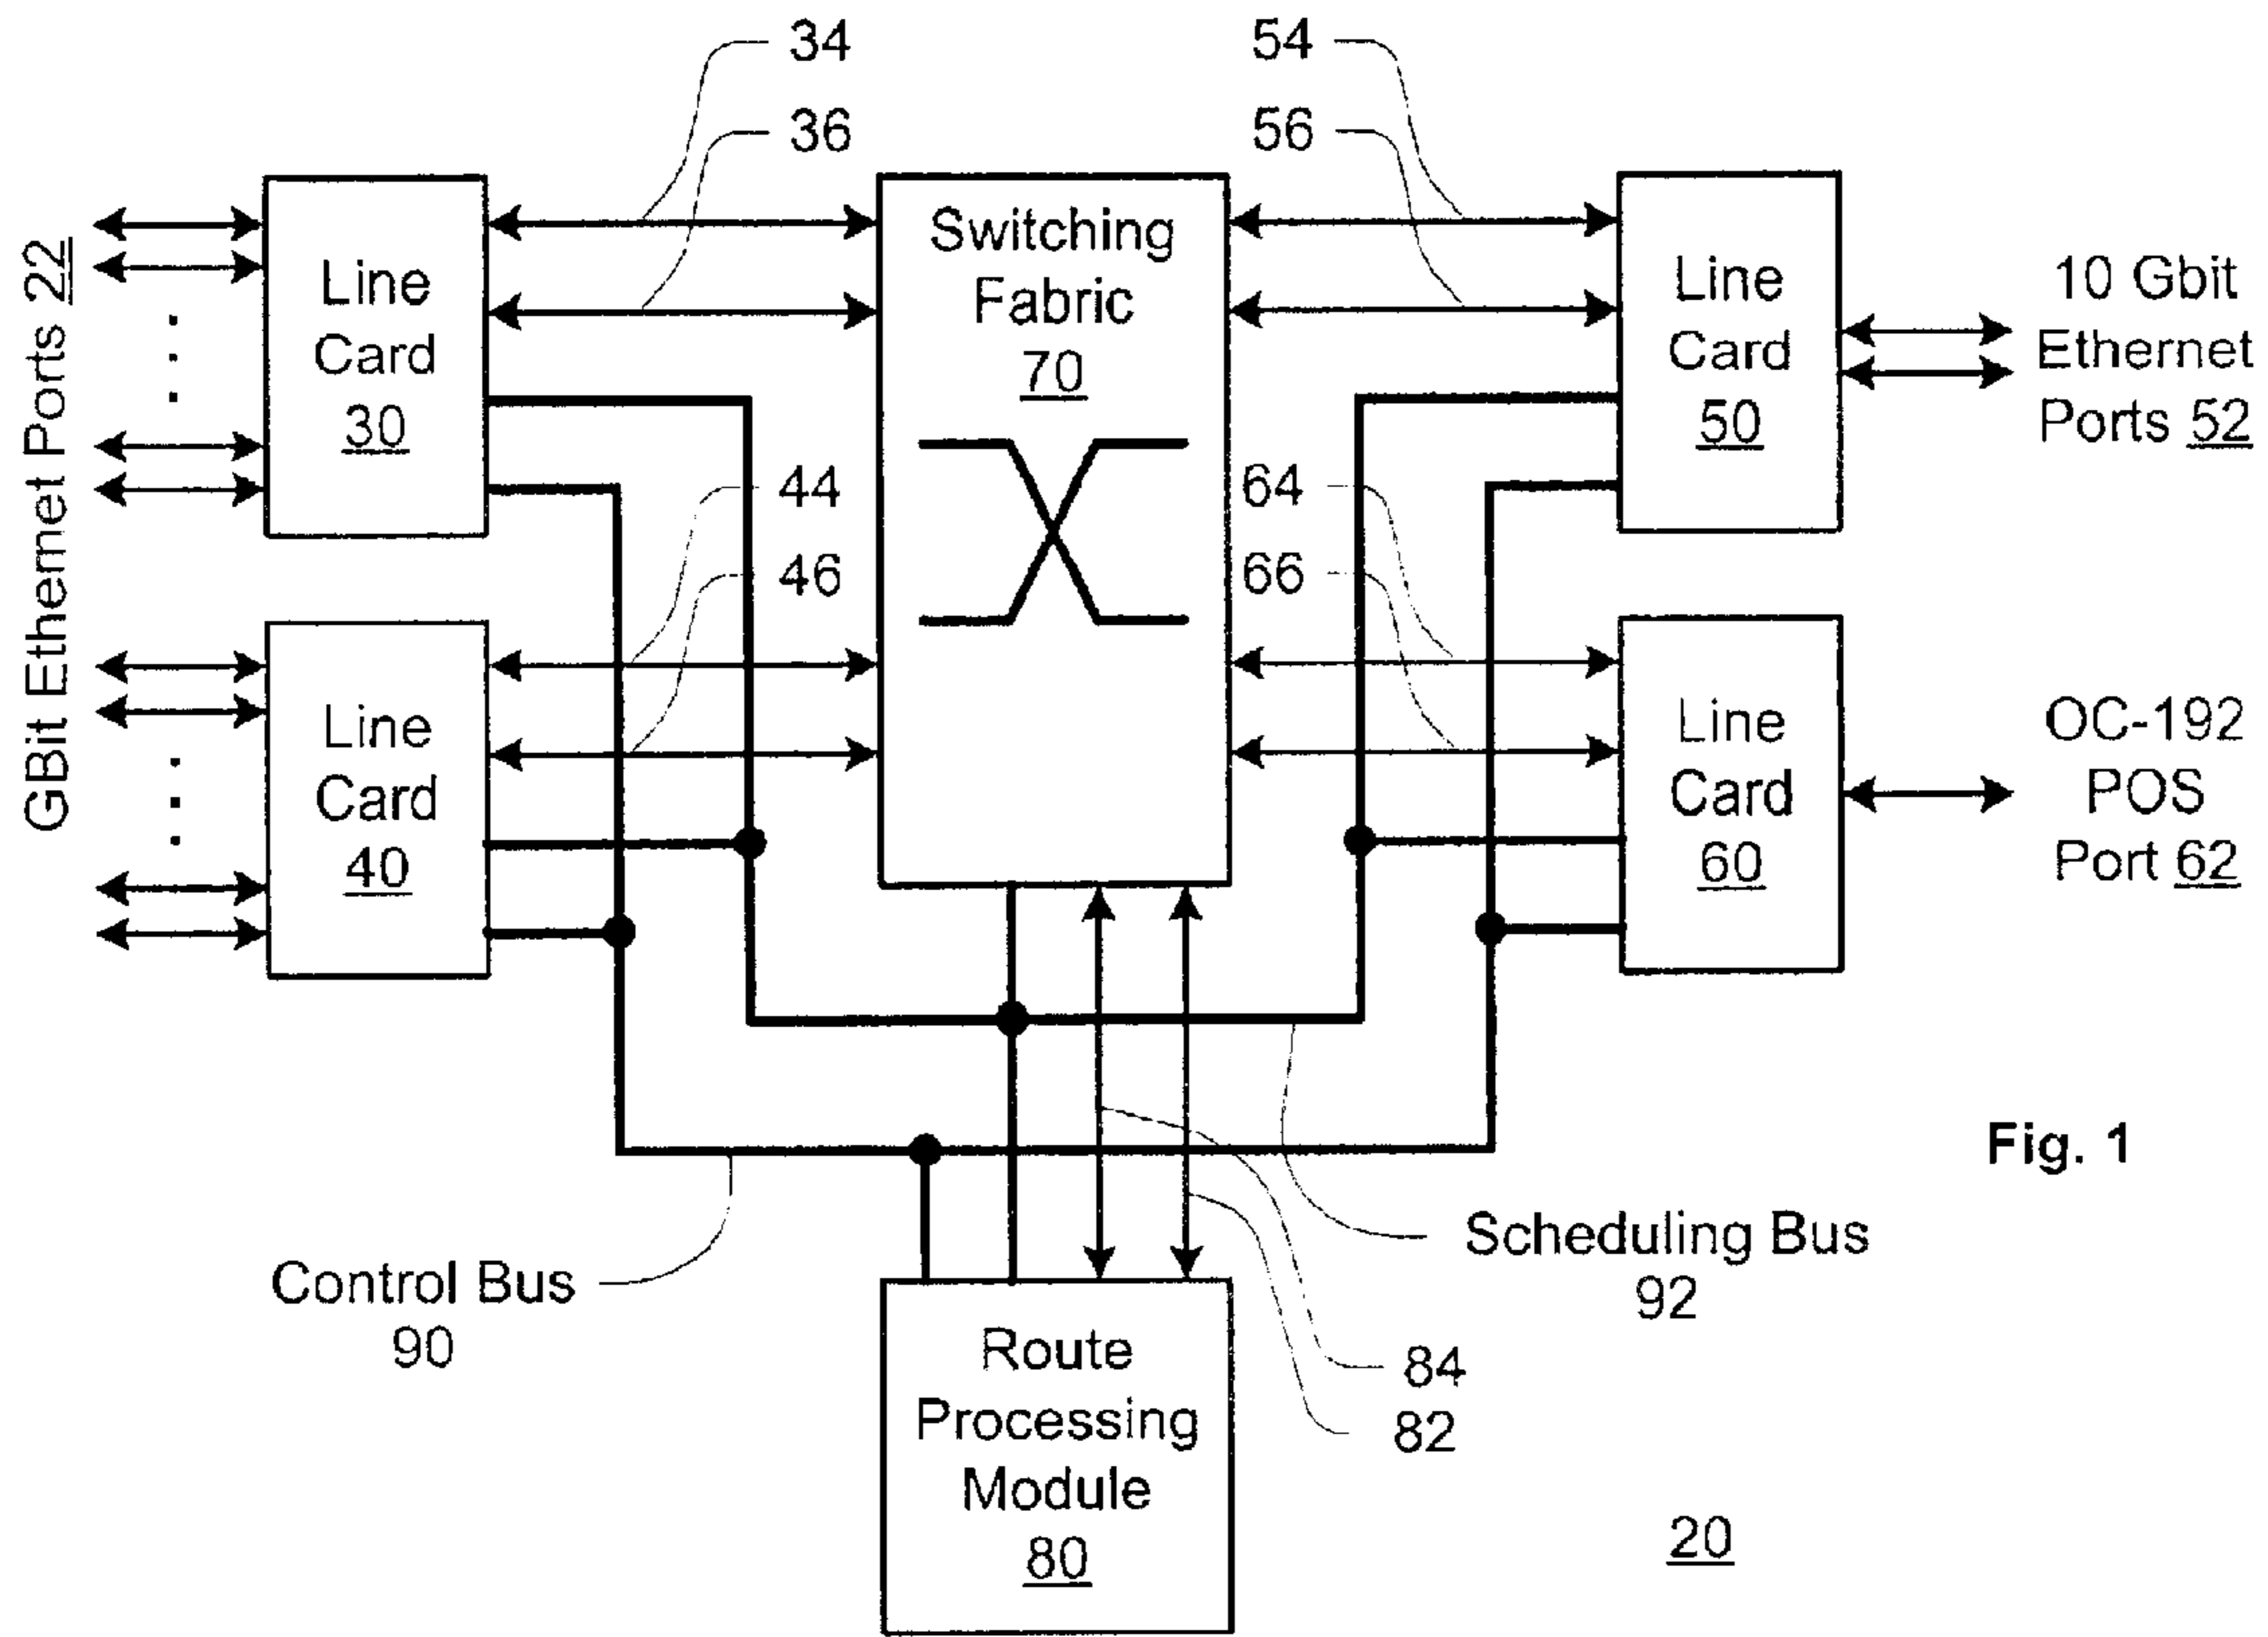 34
36
54
56
GBit Ethernet Ports 22
Line
Card
30
Switching
Fabric
70
Line
Card
50
10 Gbit
Ethernet
Ports 52
44
46
64
66
Line
Card
40
Line
Card
60
OC-192
POS
Port 62
Fig. 1
Control Bus
90
Scheduling Bus
92
84
82
Route
Processing
Module
80
20